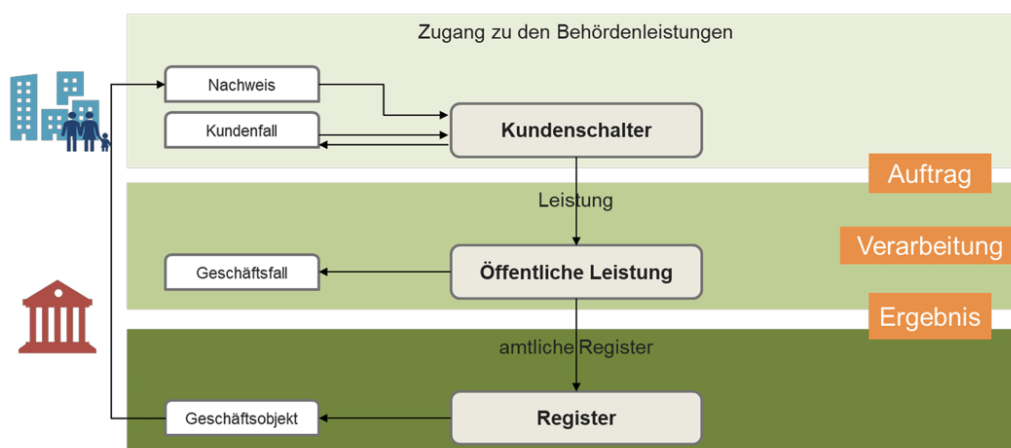 Zugang zu den Behördenleistungen
Nachweis
Kundenfall
Kundenschalter
Auftrag
Leistung
Verarbeitung
Geschäftsfall
Öffentliche Leistung
Ergebnis
amtliche Register
Geschäftsobjekt
Register